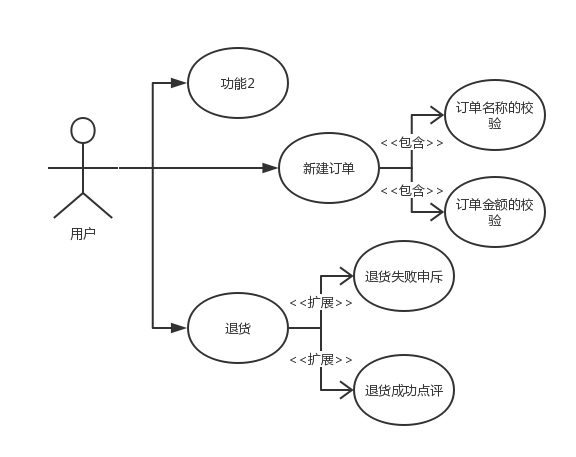 功能2
订单名称的校
验
<<包含>>
新建订单
<<包含>>
订单金额的校
验
用户
退货失败申斥
<<扩展>>
退货
<<扩展>>
退货成功点评